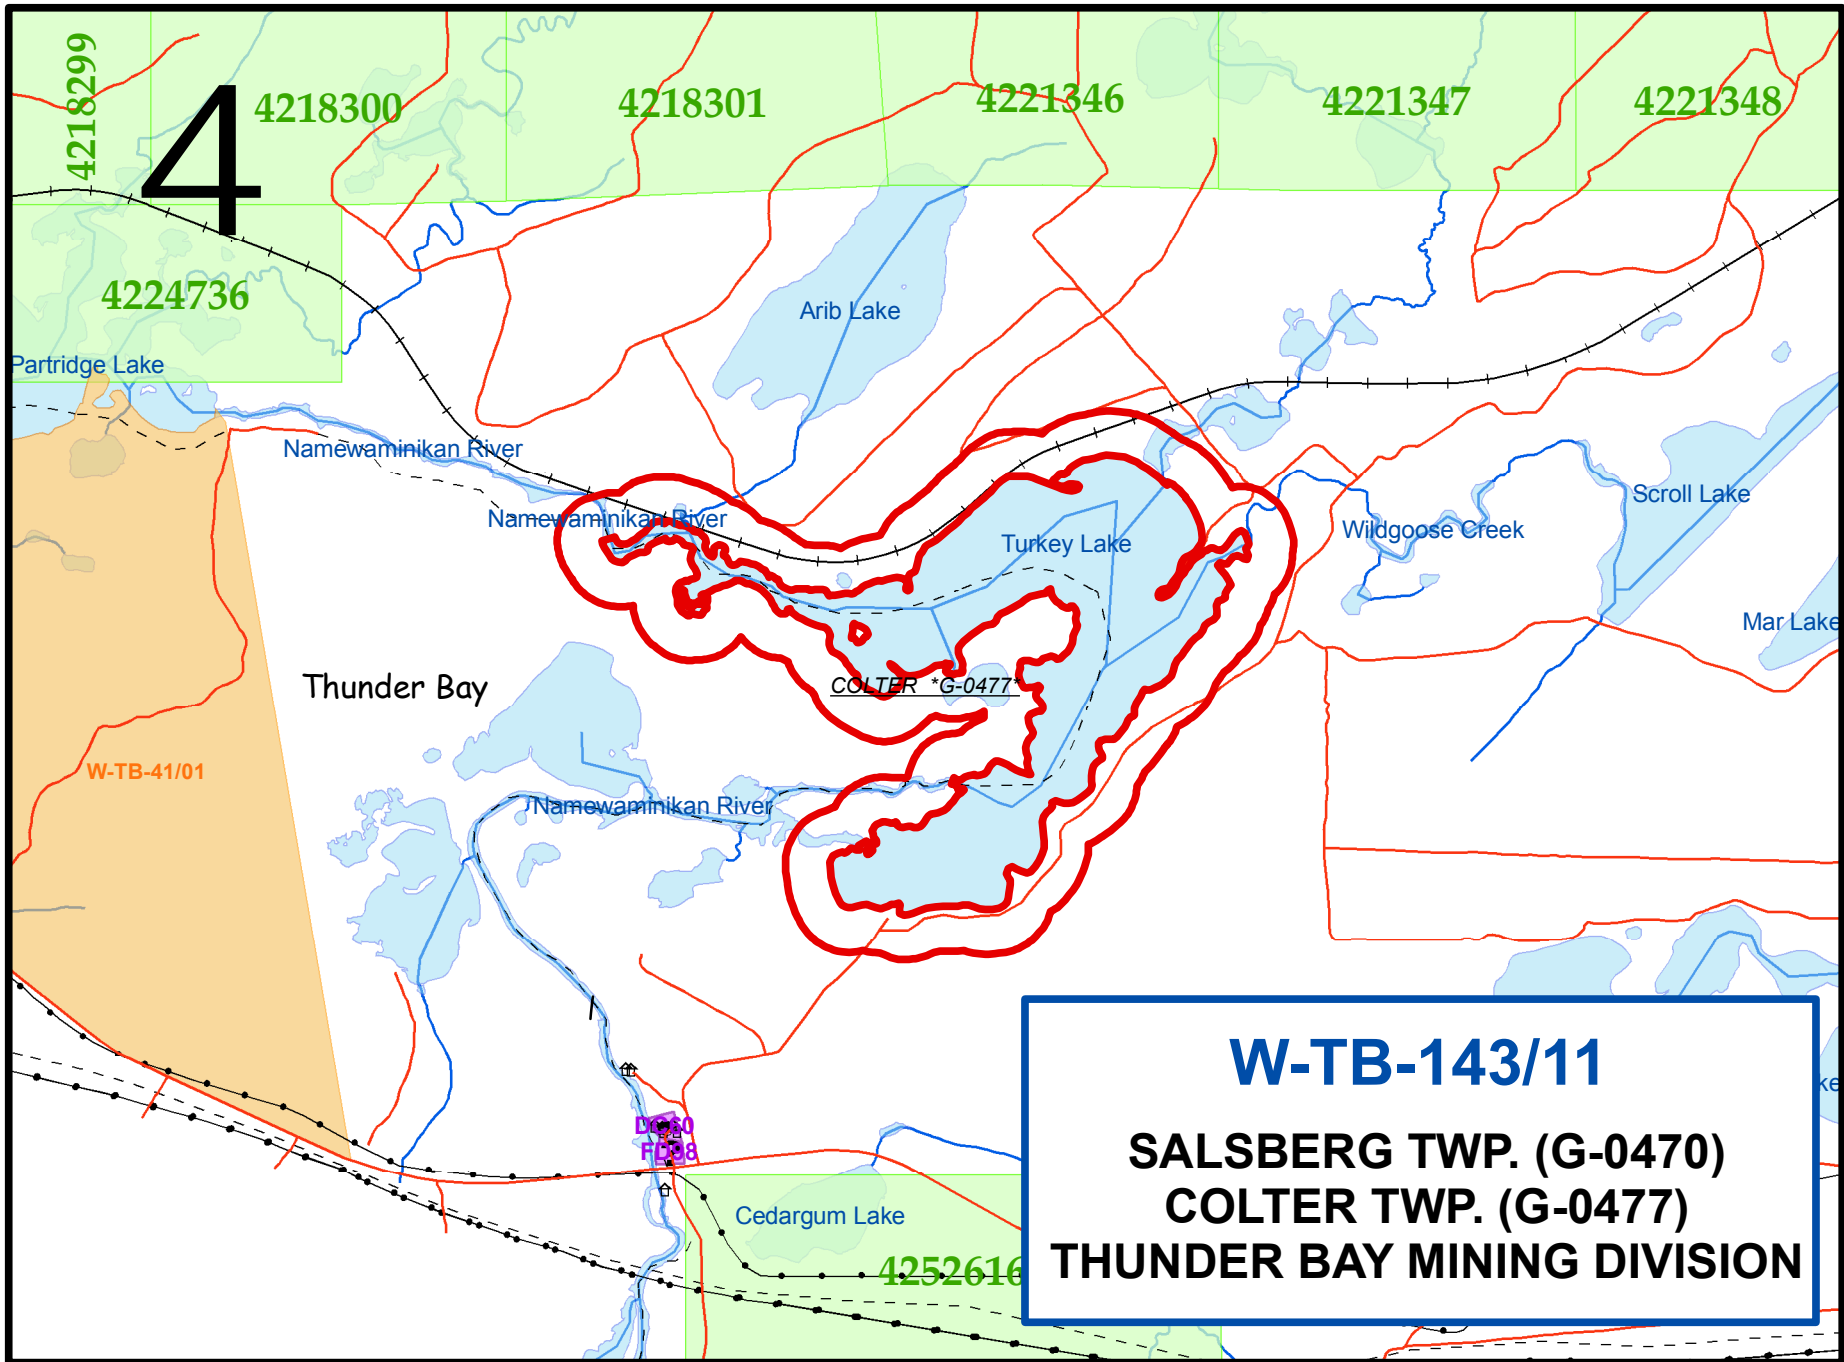 4218299
4
4218300
4218301
4221346
4221347
4221348
4224736
Arib Lake
Partridge Lake
Namewaminikan River
Scroll Lake
Namewaminikan River
Wildgoose Creek
Turkey Lake
Mar Lake
Thunder Bay
COLTER *G-0477*
W-TB-41/01
Namewaminikan River
W-TB-143/11
SALSBERG TWP. (G-0470)
COLTER TWP. (G-0477)
THUNDER BAY MINING DIVISION
ke
FD98
Cedargum Lake
4252616